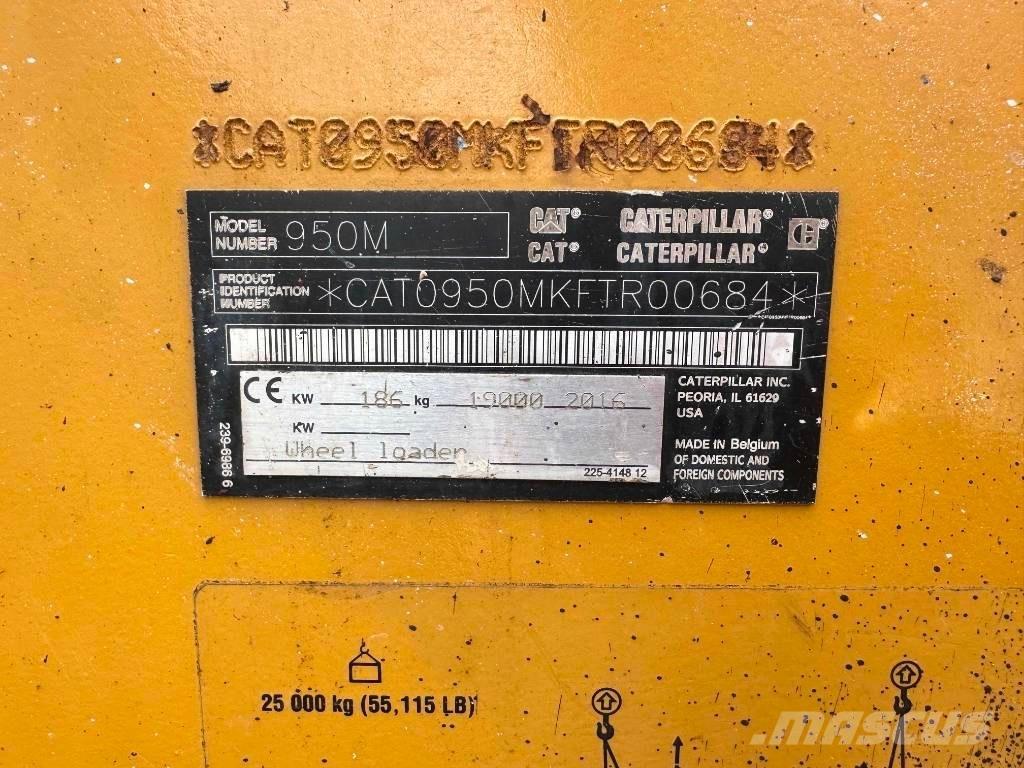 *CAT0950MKFTR00684*
MODEL NUMBER 950M
CAT® CATERPILLAR®
CAT® CATERPILLAR®
PRODUCT IDENTIFICATION NUMBER *CAT0950MKFTR00684*
*CAT0950MKFTR00684*
CE KW 186 kg 19000 2016
KW
Wheel loader
225-4148 12
239-6986 6
CATERPILLAR INC.
PEORIA, IL 61629
USA
MADE IN Belgium
OF DOMESTIC AND
FOREIGN COMPONENTS
25 000 kg (55,115 LB)
MASCUS